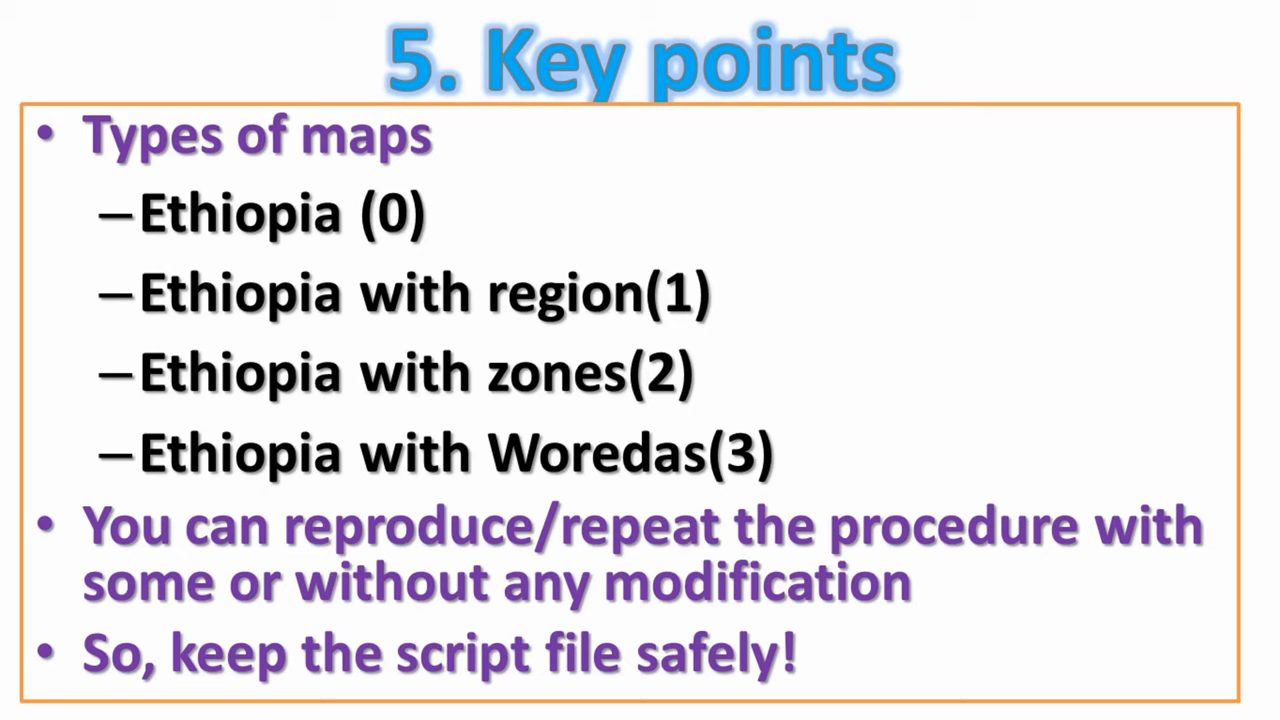 5. Key points
• Types of maps
–Ethiopia (0)
–Ethiopia with region(1)
–Ethiopia with zones(2)
–Ethiopia with Woredas(3)
• You can reproduce/repeat the procedure with
some or without any modification
• So, keep the script file safely!